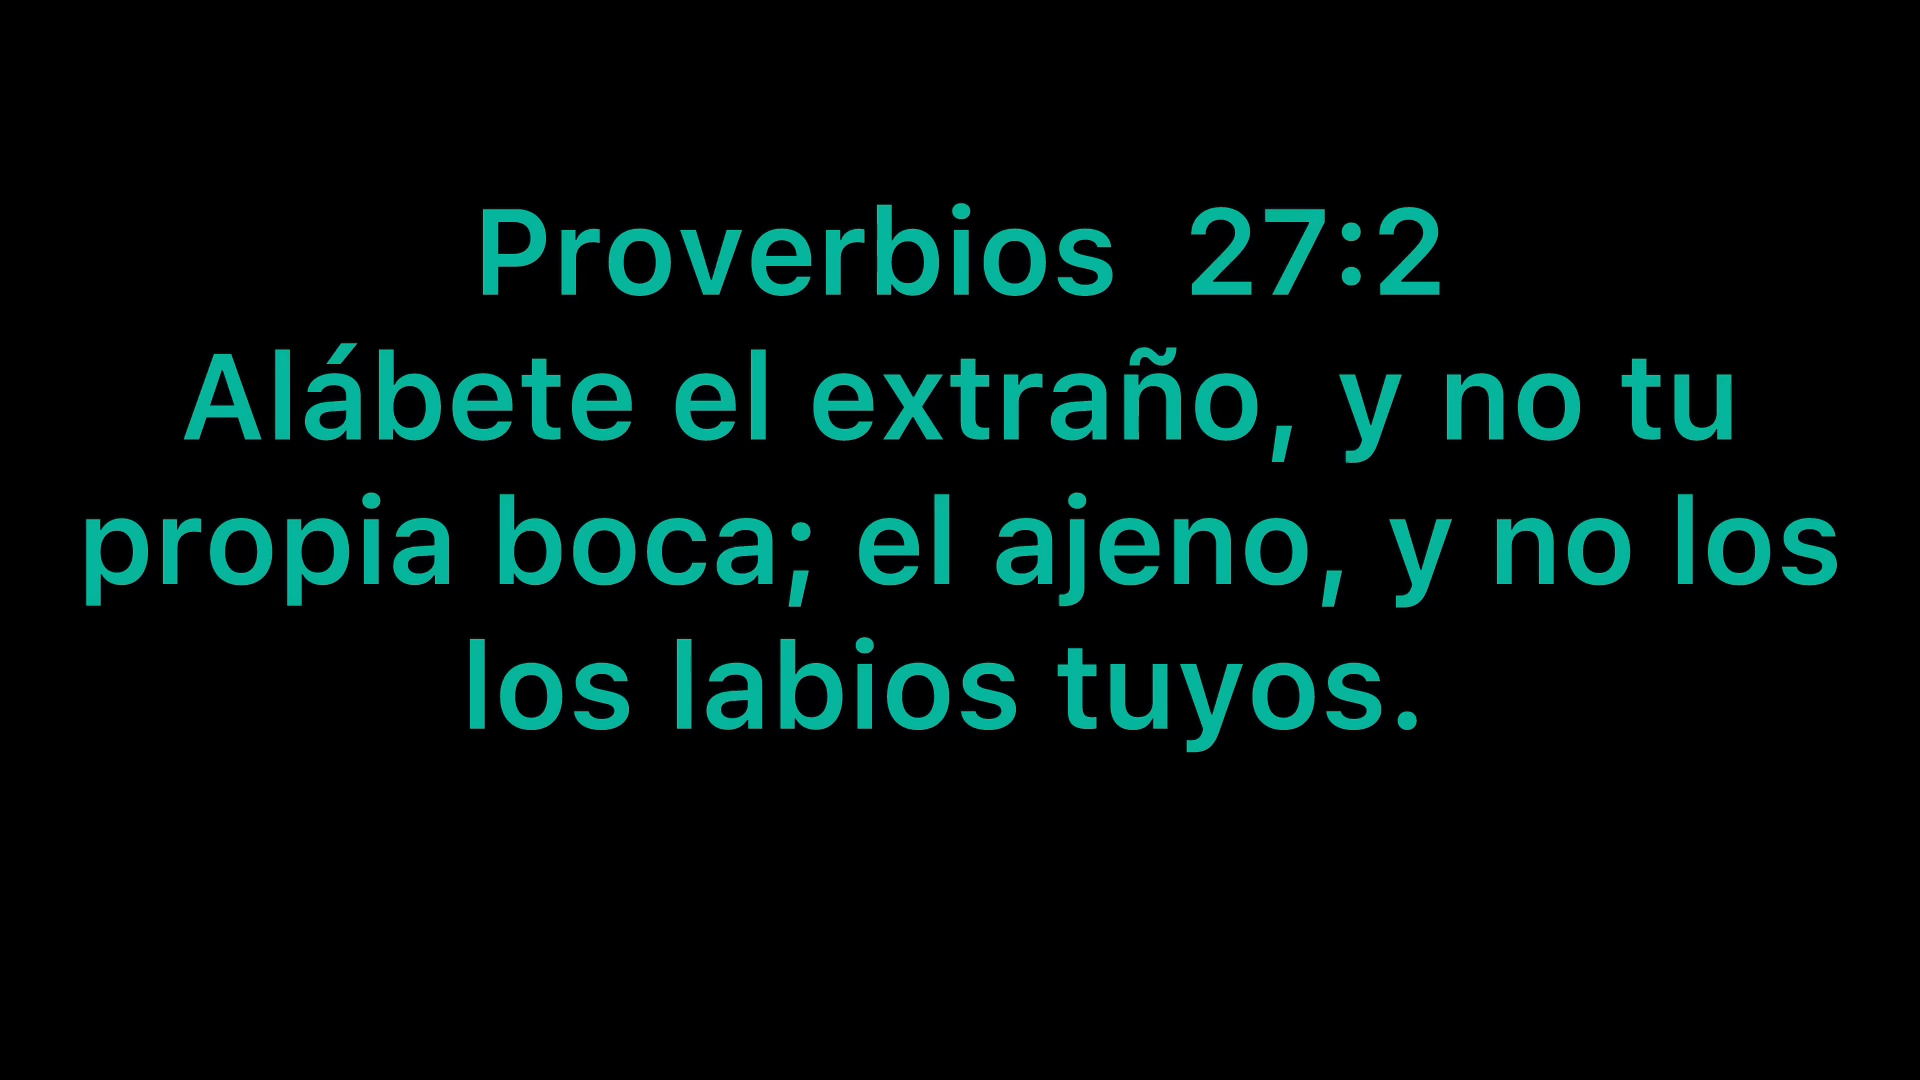 Proverbios  27:2
Alábete el extraño, y no tu
propia boca; el ajeno, y no los
los labios tuyos.